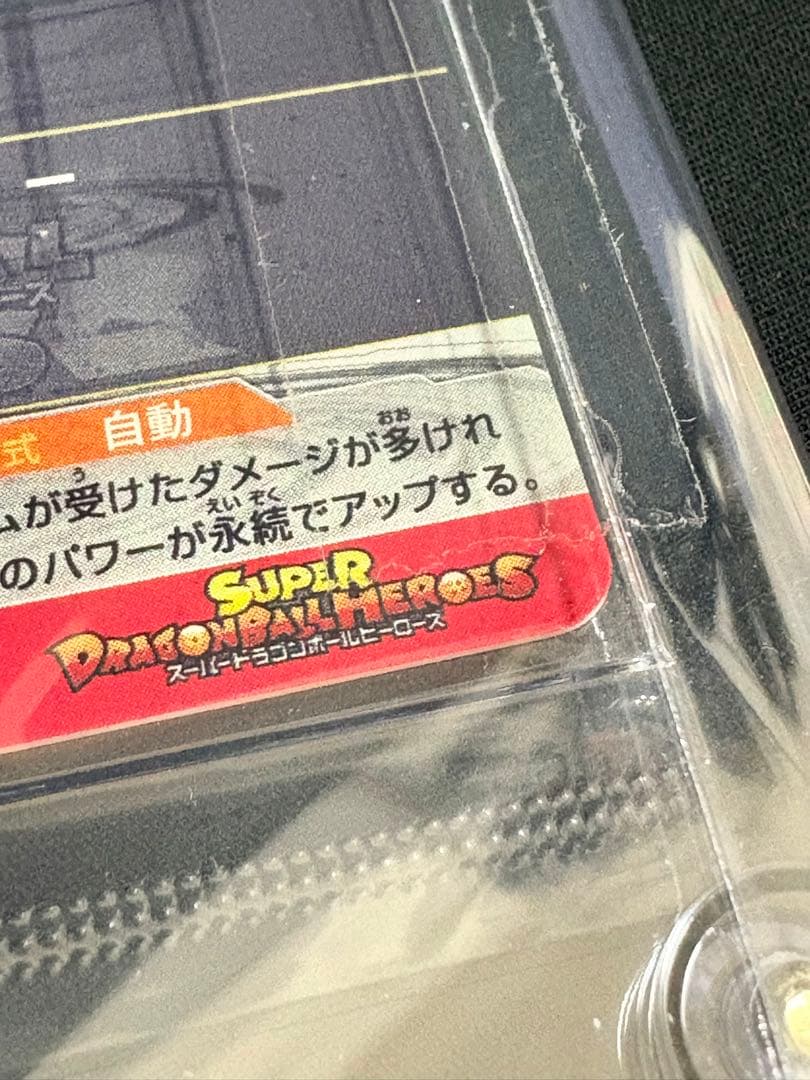 ース
式 自動
ムが受けたダメージが多けれ
のパワーが永続でアップする。
SUPER
DRAGONBALL HEROES
スーパードラゴンボールヒーローズ